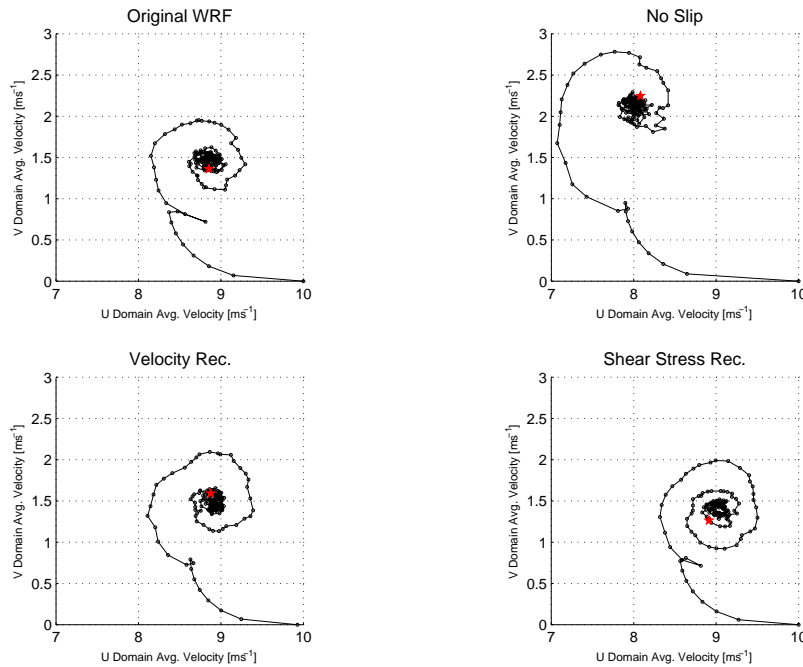 Original WRF
3
2.5
2
1.5
1
0.5
0
7 8 9 10
U Domain Avg. Velocity [ms⁻¹]
V Domain Avg. Velocity [ms⁻¹]
No Slip
3
2.5
2
1.5
1
0.5
0
7 8 9 10
U Domain Avg. Velocity [ms⁻¹]
V Domain Avg. Velocity [ms⁻¹]
Velocity Rec.
3
2.5
2
1.5
1
0.5
0
7 8 9 10
U Domain Avg. Velocity [ms⁻¹]
V Domain Avg. Velocity [ms⁻¹]
Shear Stress Rec.
3
2.5
2
1.5
1
0.5
0
7 8 9 10
U Domain Avg. Velocity [ms⁻¹]
V Domain Avg. Velocity [ms⁻¹]